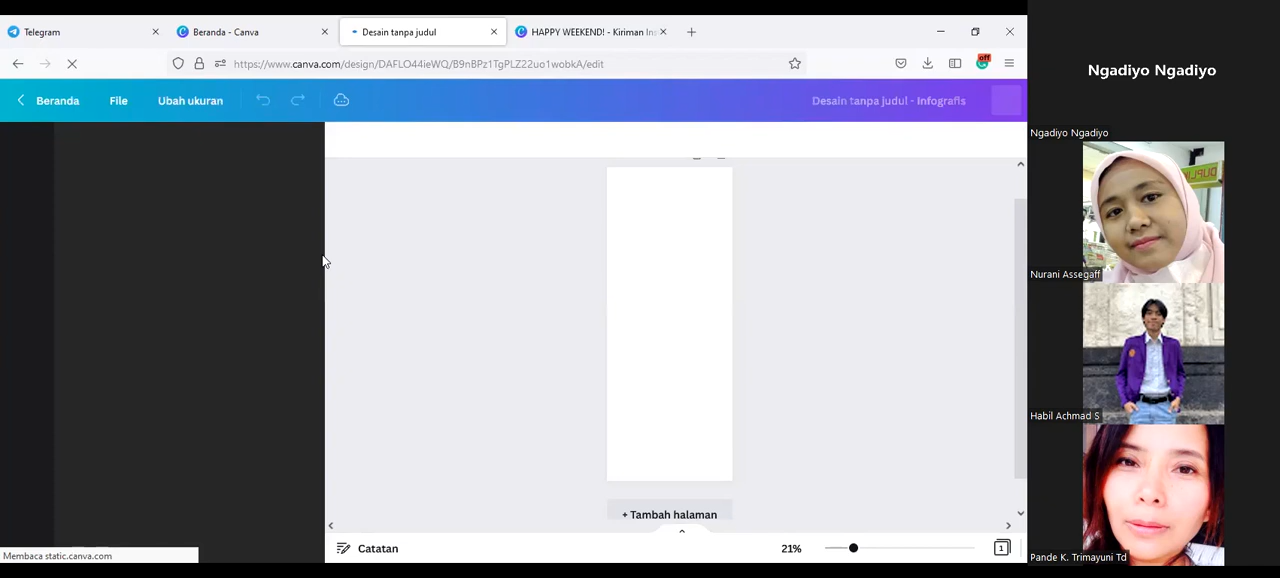 Telegram
Beranda - Canva
Desain tanpa judul
HAPPY WEEKEND! - Kiriman Ins
https://www.canva.com/design/DAFLO44ieWQ/B9nBPz1TgPLZ22uo1wobkA/edit
off
Beranda
File
Ubah ukuran
Desain tanpa judul - Infografis
+ Tambah halaman
Catatan
21%
1
Membaca static.canva.com
Ngadiyo Ngadiyo
Ngadiyo Ngadiyo
Nurani Assegaff
Habil Achmad S
Pande K. Trimayuni Td